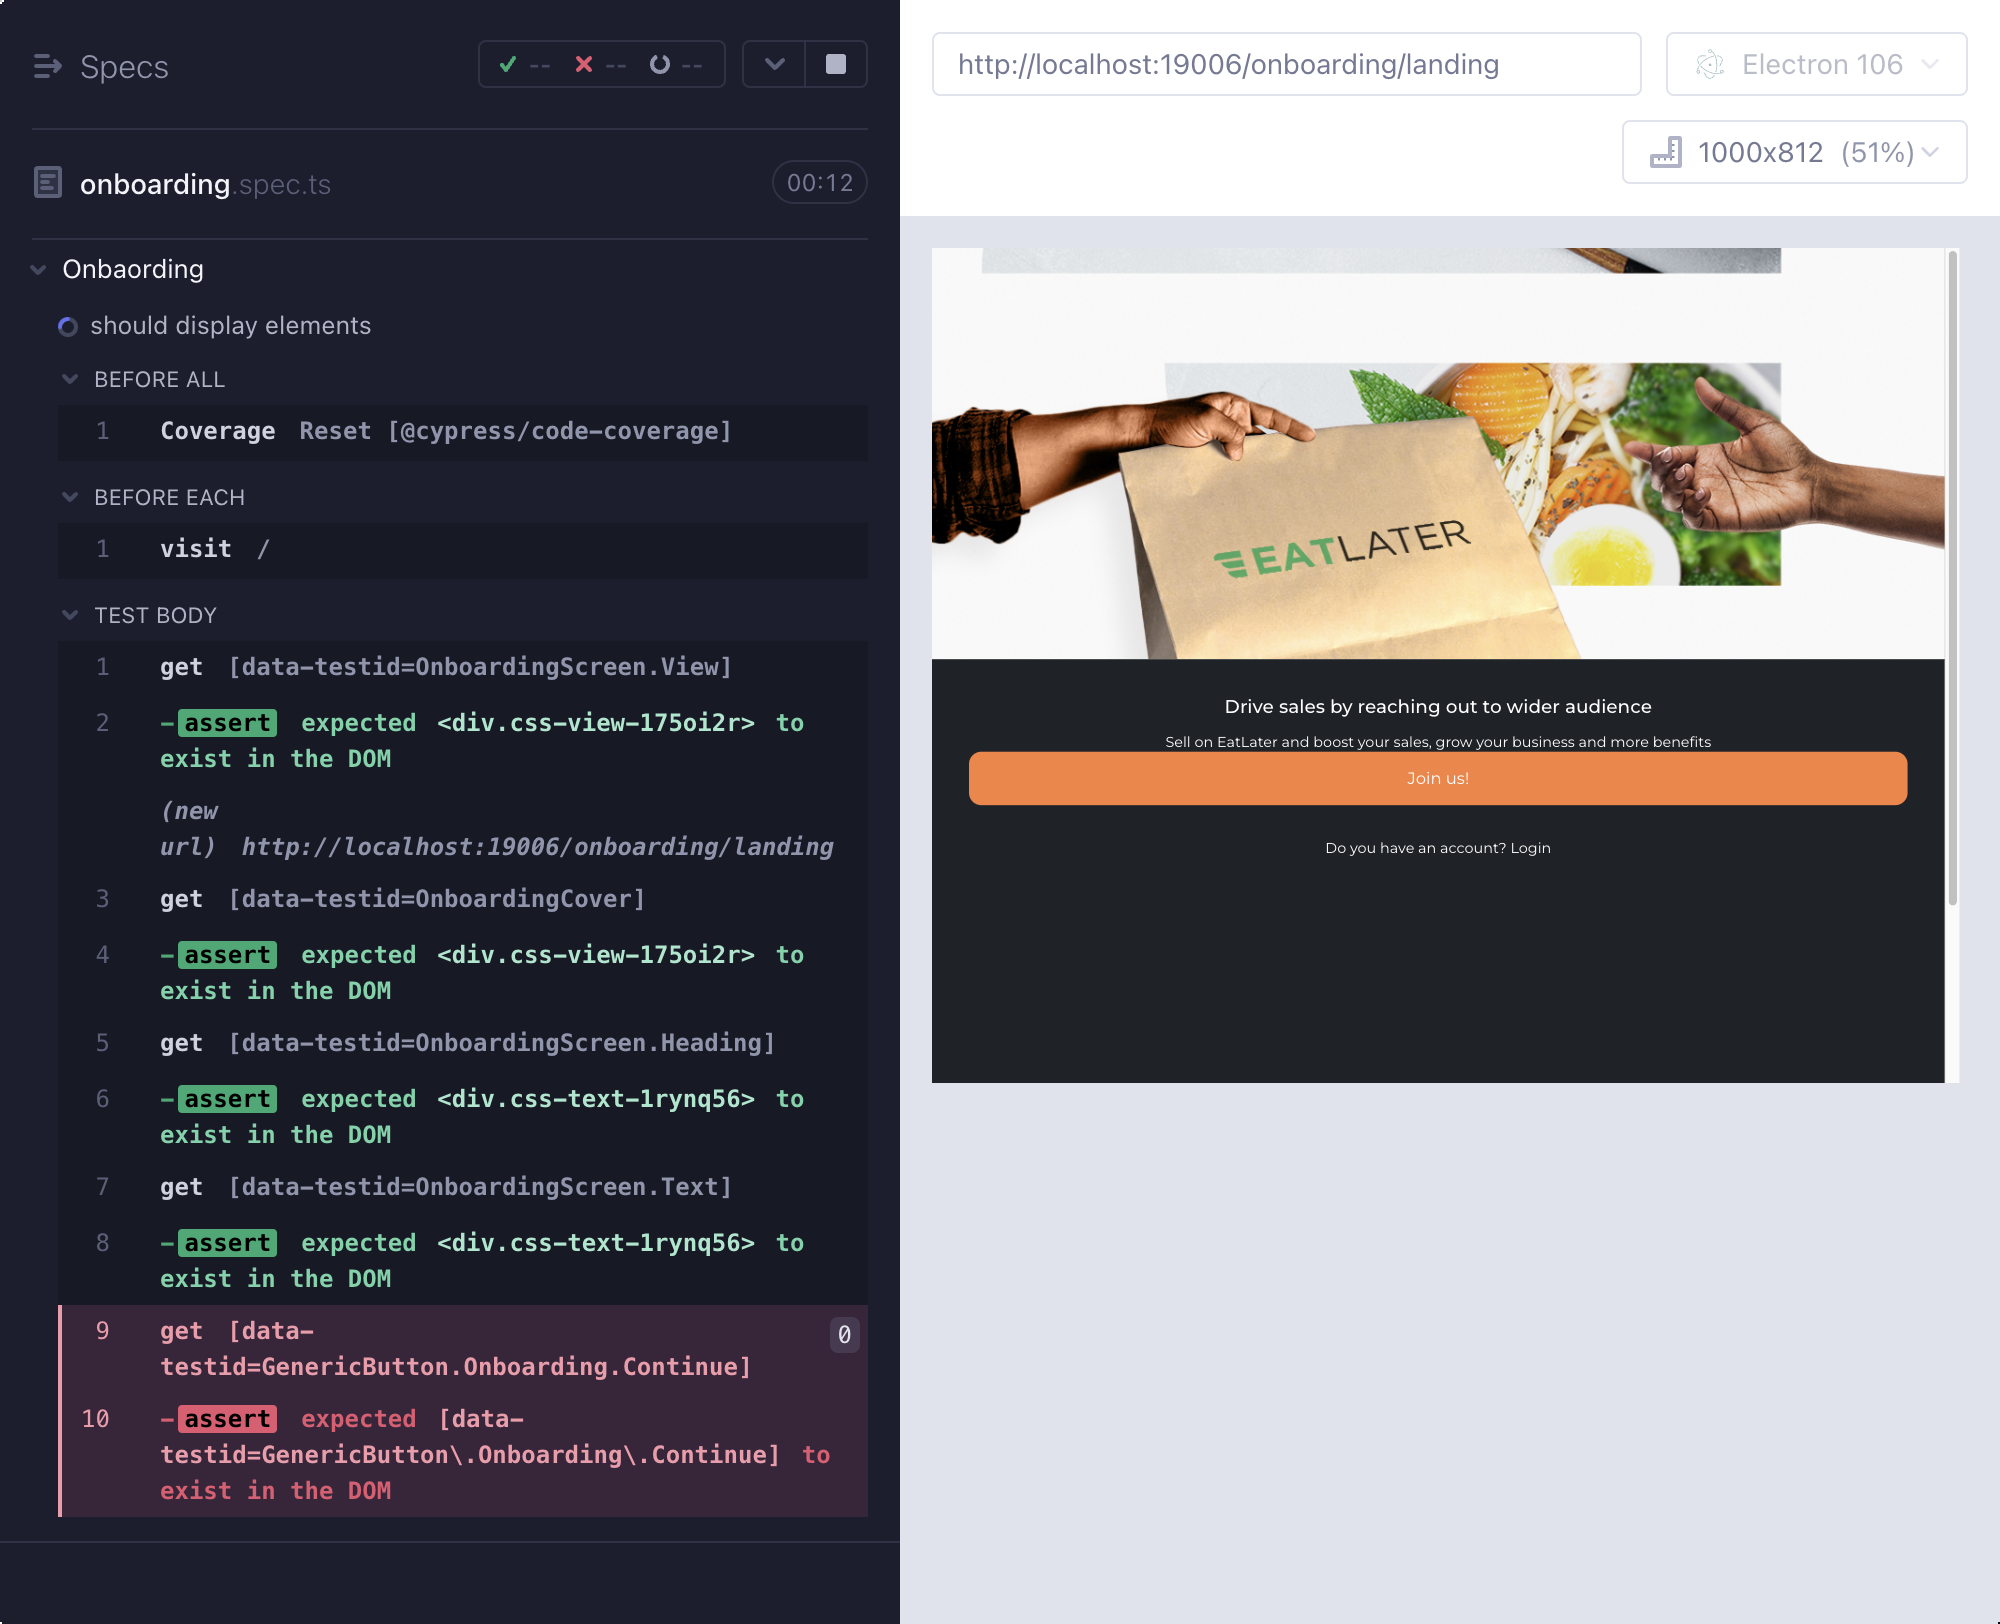 Specs
-- -- --
onboarding.spec.ts
00:12
Onbaording
should display elements
BEFORE ALL
1 Coverage Reset [@cypress/code-coverage]
BEFORE EACH
1 visit /
TEST BODY
1 get [data-testid=OnboardingScreen.View]
2 -assert expected <div.css-view-175oi2r> to
exist in the DOM
(new
url) http://localhost:19006/onboarding/landing
3 get [data-testid=OnboardingCover]
4 -assert expected <div.css-view-175oi2r> to
exist in the DOM
5 get [data-testid=OnboardingScreen.Heading]
6 -assert expected <div.css-text-1rynq56> to
exist in the DOM
7 get [data-testid=OnboardingScreen.Text]
8 -assert expected <div.css-text-1rynq56> to
exist in the DOM
9 get [data-
testid=GenericButton.Onboarding.Continue]
0
10 -assert expected [data-
testid=GenericButton\.Onboarding\.Continue] to
exist in the DOM
http://localhost:19006/onboarding/landing
Electron 106
1000x812 (51%)
EATLATER
Drive sales by reaching out to wider audience
Sell on EatLater and boost your sales, grow your business and more benefits
Join us!
Do you have an account? Login